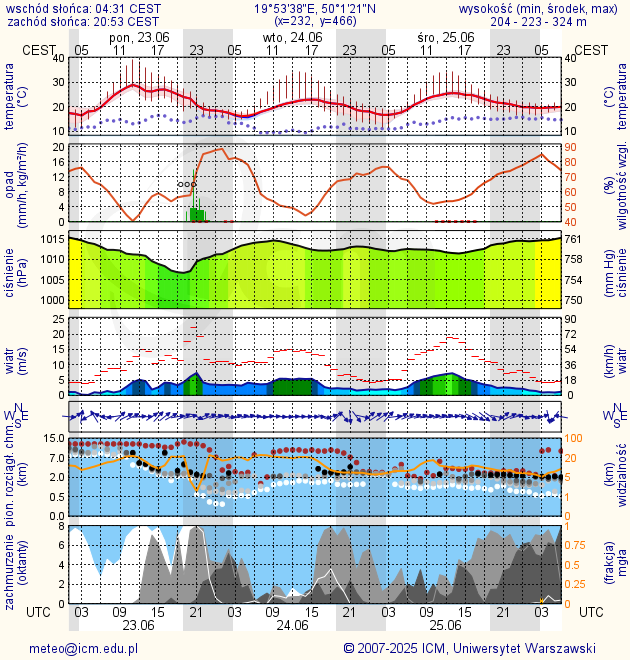 wschód słońca: 04:31 CEST 19°53'38"E, 50°1'21"N wysokość (min, środek, max)
zachód słońca: 20:53 CEST (x=232, y=466) 204 - 223 - 324 m
pon, 23.06 wto, 24.06 śro, 25.06
CEST 05 11 17 23 05 11 17 23 05 11 17 23 05 CEST
temperatura
(°C)
40 40
30 30
20 20
10 10
temperatura
(°C)
opad
(mm/h, kg/m²/h)
20 90
16 80
12 70
8 60
4 50
0 40
(%)
wilgotność wzgl.
ciśnienie
(hPa)
1015 761
1010 758
1005 754
1000 750
(mm Hg)
ciśnienie
wiatr
(m/s)
25 90
20 72
15 54
10 36
5 18
0 0
(km/h)
wiatr
N N
W E W E
S S
pion. rozciągł. chm.
(km)
15.0 100
7.0 20
2.0 5
0.5 1
0.0 0
(km)
widzialność
zachmurzenie
(oktanty)
8 1
6 0.75
4 0.5
2 0.25
0 0
(frakcja)
mgła
UTC 03 09 15 21 03 09 15 21 03 09 15 21 03 UTC
23.06 24.06 25.06
meteo@icm.edu.pl © 2007-2025 ICM, Uniwersytet Warszawski